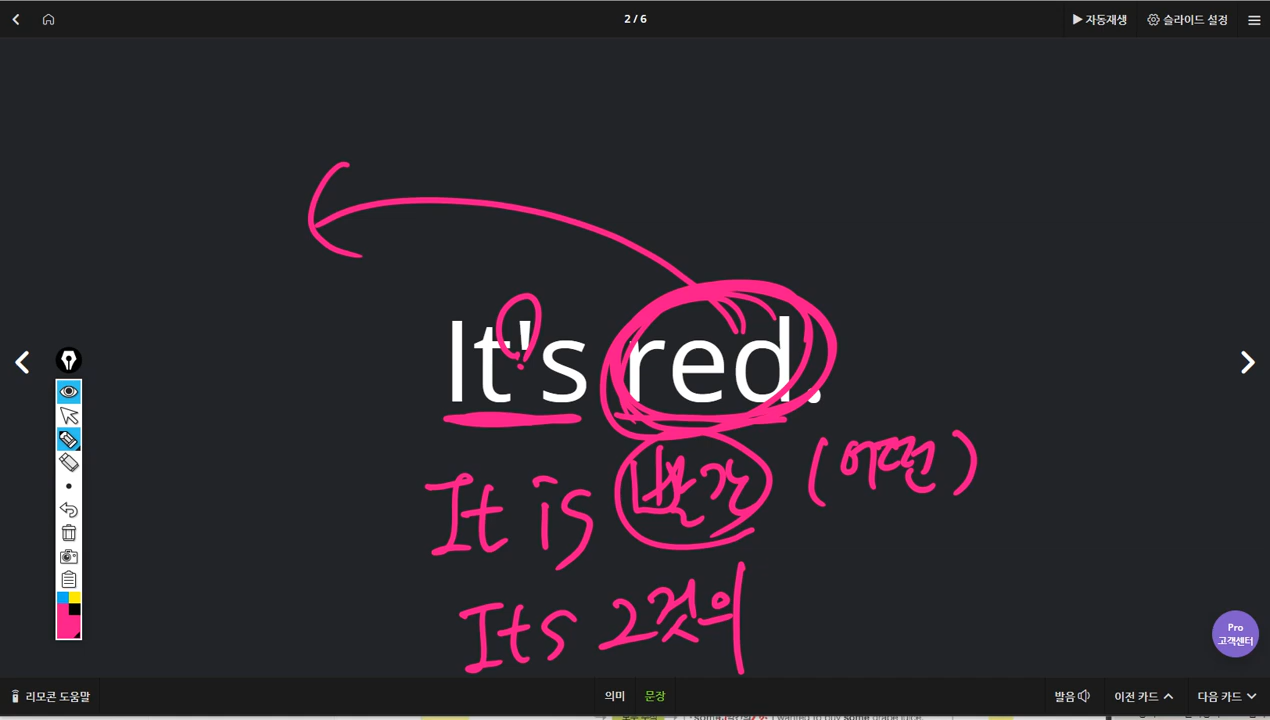 2 / 6
▶ 자동재생
슬라이드 설정
It's red.
It is 빨간 (어떤)
Its 그것의
Pro
고객센터
리모콘 도움말
의미
문장
발음
이전 카드
다음 카드